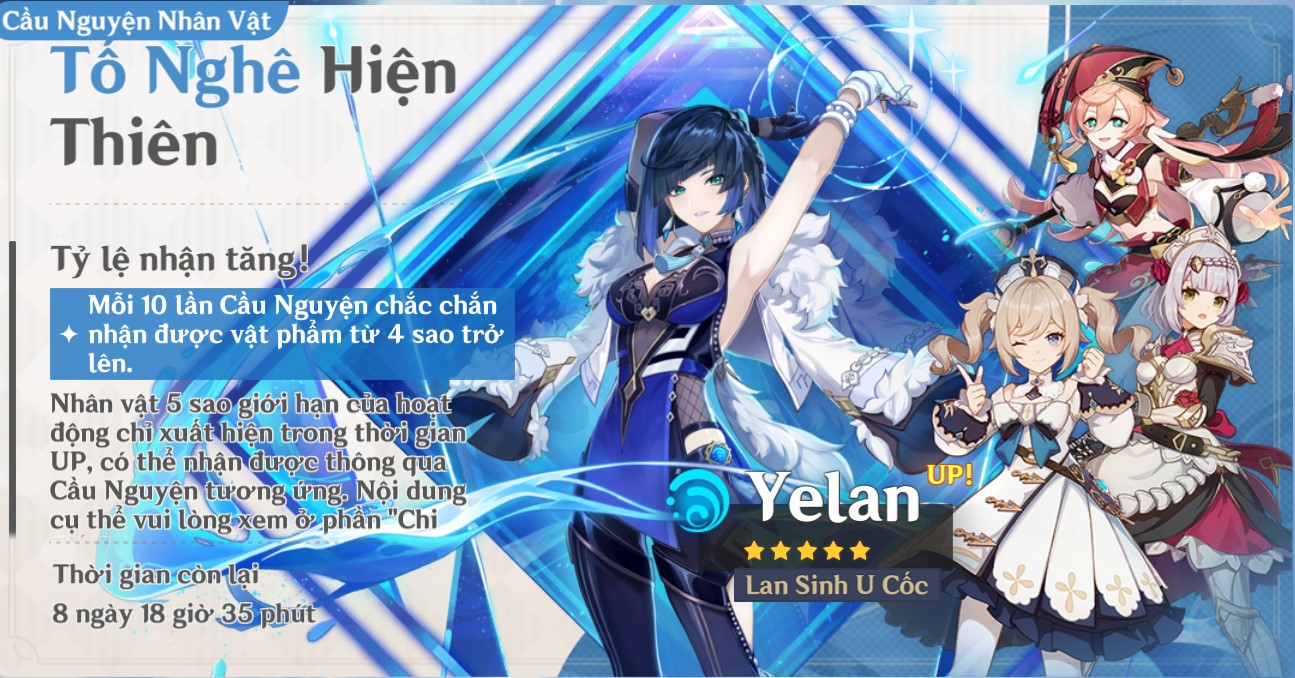 Cầu Nguyện Nhân Vật
Tố Nghê Hiện
Thiên
Tỷ lệ nhận tăng!
Mỗi 10 lần Cầu Nguyện chắc chắn
nhận được vật phẩm từ 4 sao trở
lên.
Nhân vật 5 sao giới hạn của hoạt
động chỉ xuất hiện trong thời gian
UP, có thể nhận được thông qua
Cầu Nguyện tương ứng. Nội dung
cụ thể vui lòng xem ở phần "Chi
Thời gian còn lại
8 ngày 18 giờ 35 phút
UP!
Yelan
Lan Sinh U Cốc